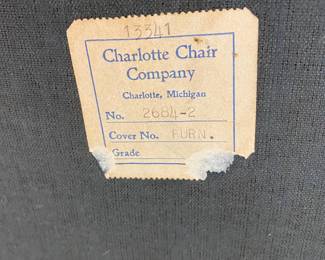 13341
Charlotte Chair
Company
Charlotte, Michigan
No. 2684-2
Cover No. FURN.
Grade